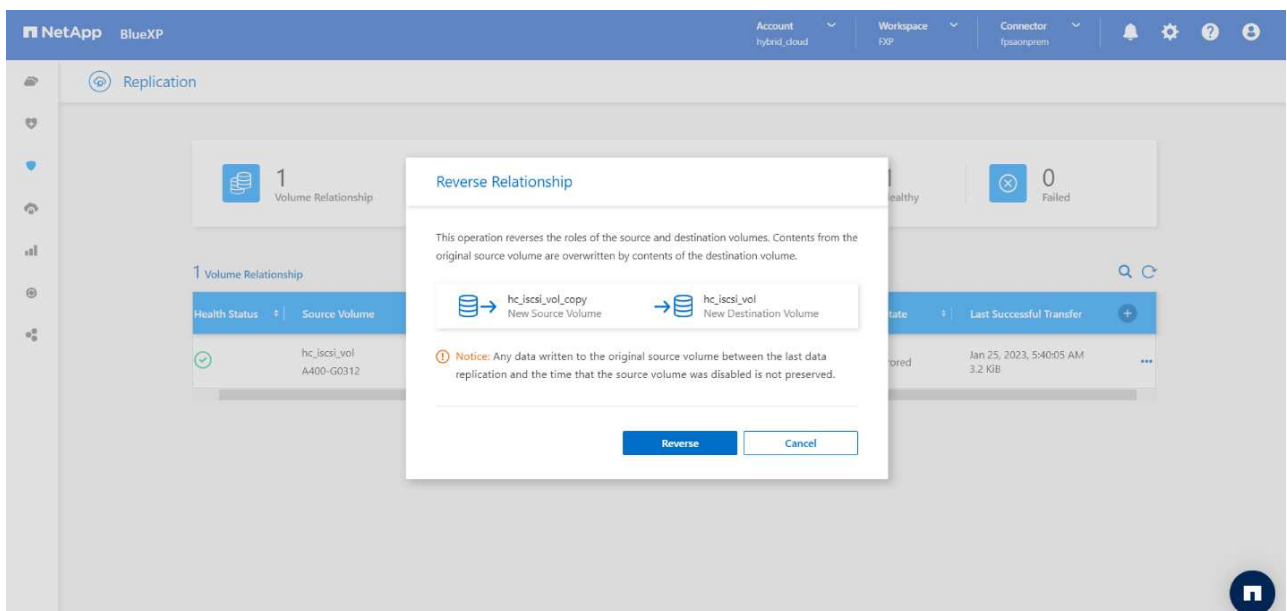 NetApp BlueXP
Account
hybrid_cloud
Workspace
FXP
Connector
fpsaonprem
Replication
1
Volume Relationship
ealthy
0
Failed
1 Volume Relationship
Health Status
Source Volume
tate
Last Successful Transfer
hc_iscsi_vol
A400-G0312
rored
Jan 25, 2023, 5:40:05 AM
3.2 KiB
Reverse Relationship
This operation reverses the roles of the source and destination volumes. Contents from the
original source volume are overwritten by contents of the destination volume.
hc_iscsi_vol_copy
New Source Volume
hc_iscsi_vol
New Destination Volume
Notice: Any data written to the original source volume between the last data
replication and the time that the source volume was disabled is not preserved.
Reverse
Cancel